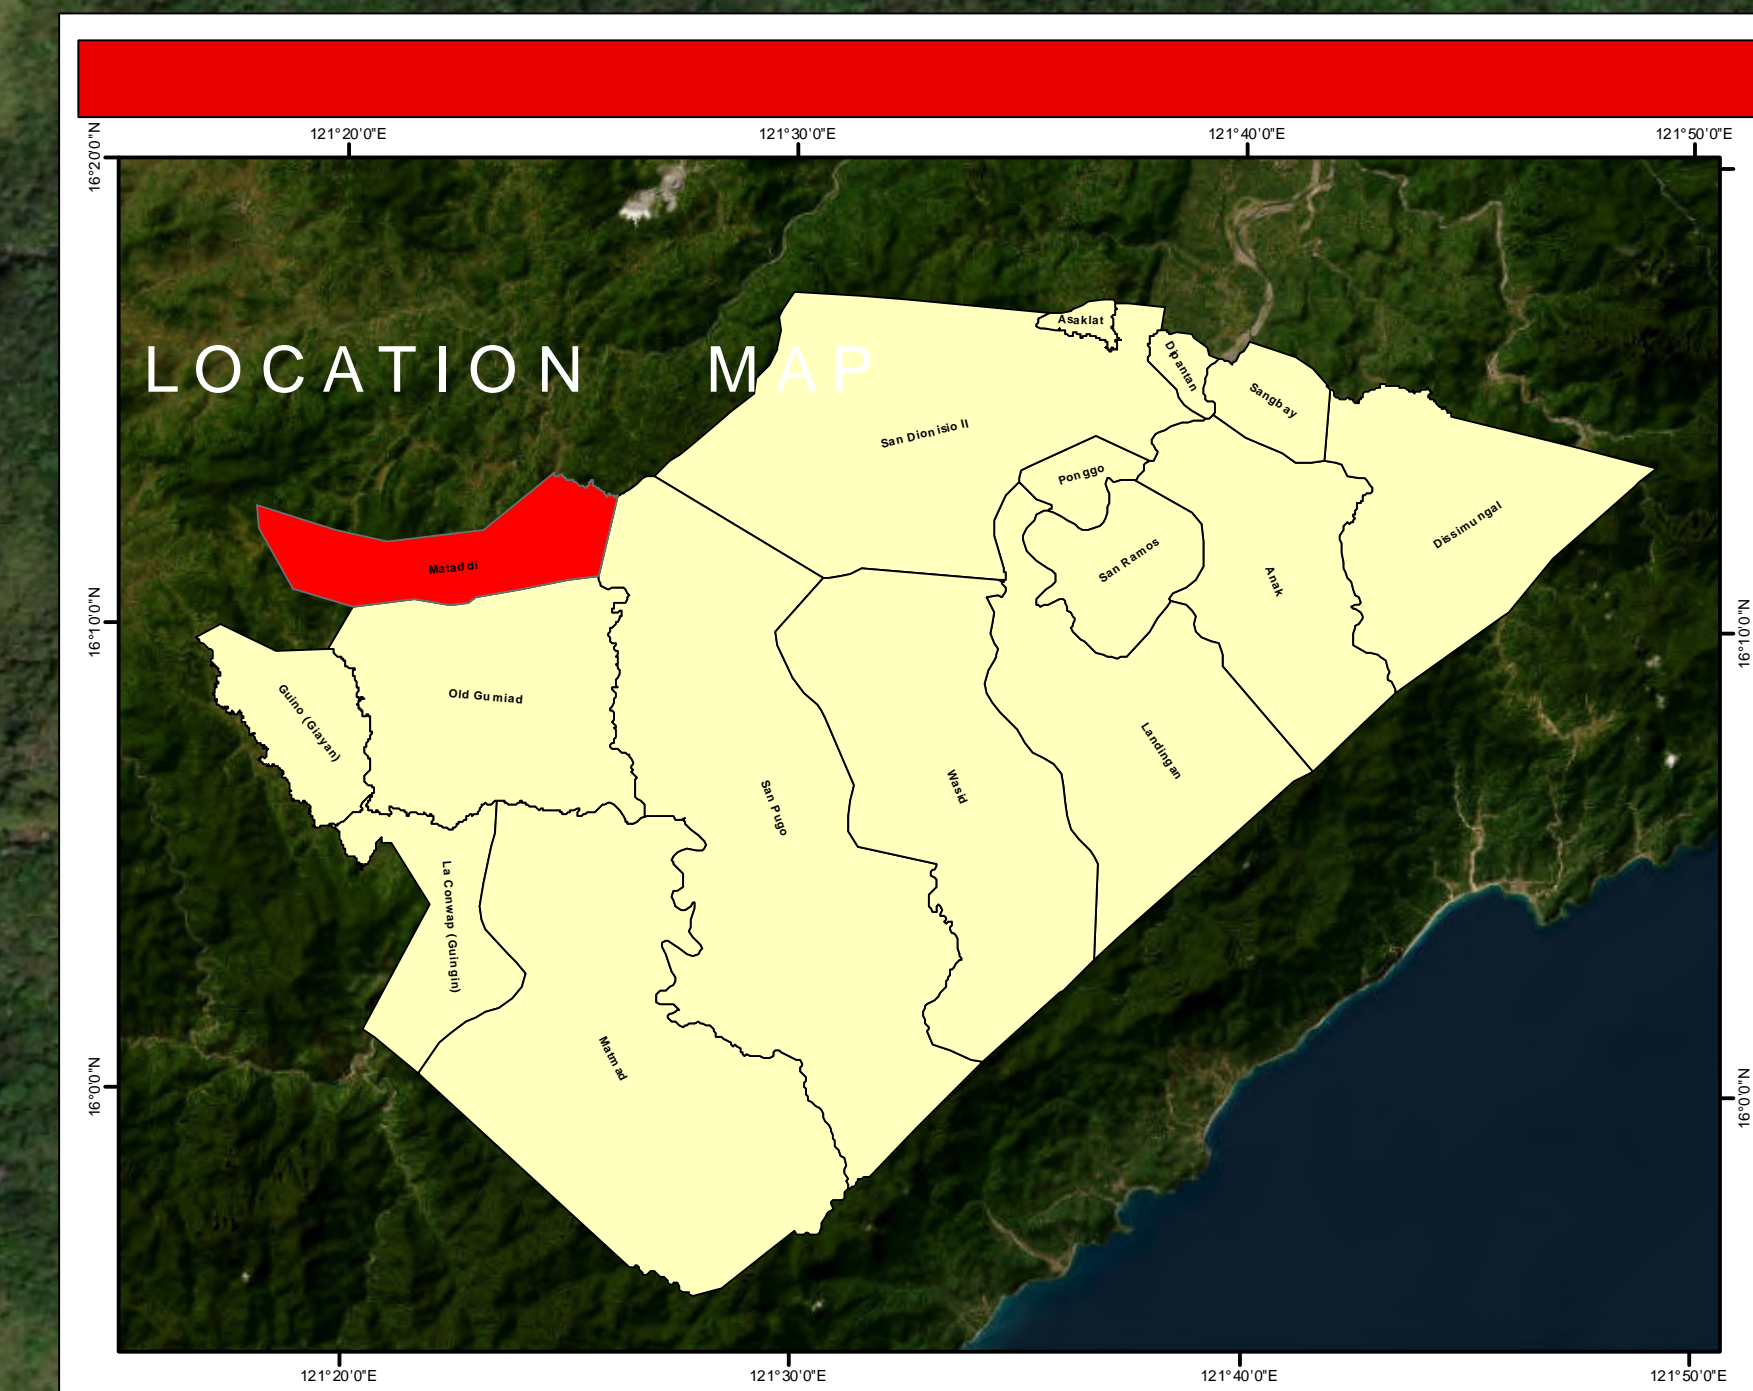 121°20'0"E 121°30'0"E 121°40'0"E 121°50'0"E
16°20'0"N
Asaklat
Dipantan
LOCATION MAP
Sangbay
San Dionisio II
Ponggo
Dissimungal
San Ramos
Mataddi
Anak
16°10'0"N
16°10'0"N
Old Gumiad
Guino (Giayan)
Landingan
Wasid
San Pugo
La Conwap (Guingin)
Matmad
16°0'0"N
16°0'0"N
121°20'0"E 121°30'0"E 121°40'0"E 121°50'0"E